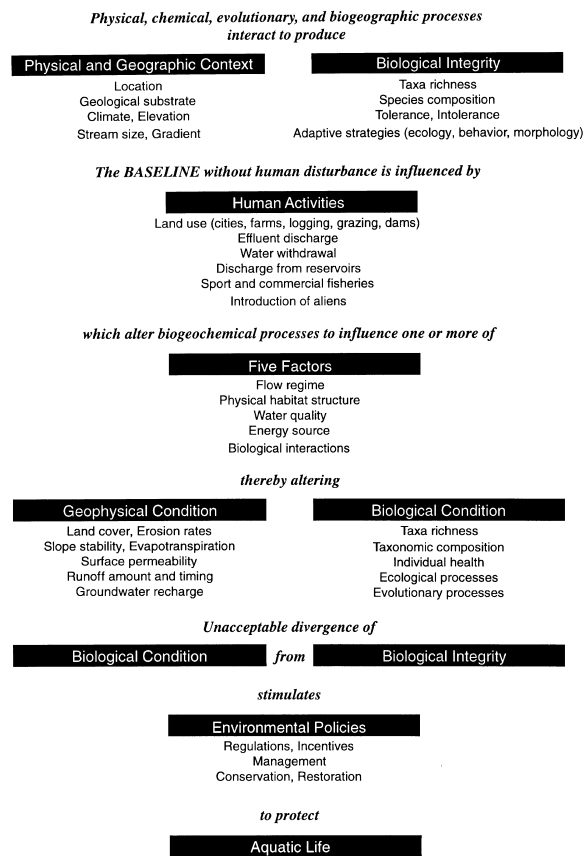 Physical, chemical, evolutionary, and biogeographic processes
interact to produce
Physical and Geographic Context
Location
Geological substrate
Climate, Elevation
Stream size, Gradient
Biological Integrity
Taxa richness
Species composition
Tolerance, Intolerance
Adaptive strategies (ecology, behavior, morphology)
The BASELINE without human disturbance is influenced by
Human Activities
Land use (cities, farms, logging, grazing, dams)
Effluent discharge
Water withdrawal
Discharge from reservoirs
Sport and commercial fisheries
Introduction of aliens
which alter biogeochemical processes to influence one or more of
Five Factors
Flow regime
Physical habitat structure
Water quality
Energy source
Biological interactions
thereby altering
Geophysical Condition
Land cover, Erosion rates
Slope stability, Evapotranspiration
Surface permeability
Runoff amount and timing
Groundwater recharge
Biological Condition
Taxa richness
Taxonomic composition
Individual health
Ecological processes
Evolutionary processes
Unacceptable divergence of
Biological Condition from Biological Integrity
stimulates
Environmental Policies
Regulations, Incentives
Management
Conservation, Restoration
to protect
Aquatic Life